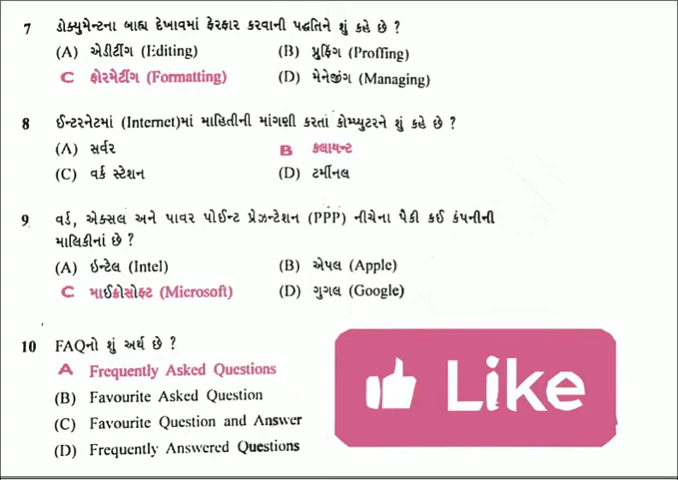 7 ડોક્યુમેન્ટના બાહ્ય દેખાવમાં ફેરફાર કરવાની પદ્ધતિને શું કહે છે ?
(A) એડીટીંગ (Editing) (B) પ્રુફિંગ (Proffing)
C ફોરમેટીંગ (Formatting) (D) મેનેજીંગ (Managing)
8 ઈન્ટરનેટમાં (Internet)માં માહિતીની માંગણી કરતાં કોમ્પ્યુટરને શું કહે છે ?
(A) સર્વર B ક્લાયન્ટ
(C) વર્ક સ્ટેશન (D) ટર્મીનલ
9 વર્ડ, એક્સલ અને પાવર પોઈન્ટ પ્રેઝન્ટેશન (PPP) નીચેના પૈકી કઈ કંપનીની
માલિકીનાં છે ?
(A) ઇન્ટેલ (Intel) (B) એપલ (Apple)
C માઈક્રોસોફ્ટ (Microsoft) (D) ગુગલ (Google)
10 FAQનો શું અર્થ છે ?
A Frequently Asked Questions
(B) Favourite Asked Question
(C) Favourite Question and Answer
(D) Frequently Answered Questions
Like